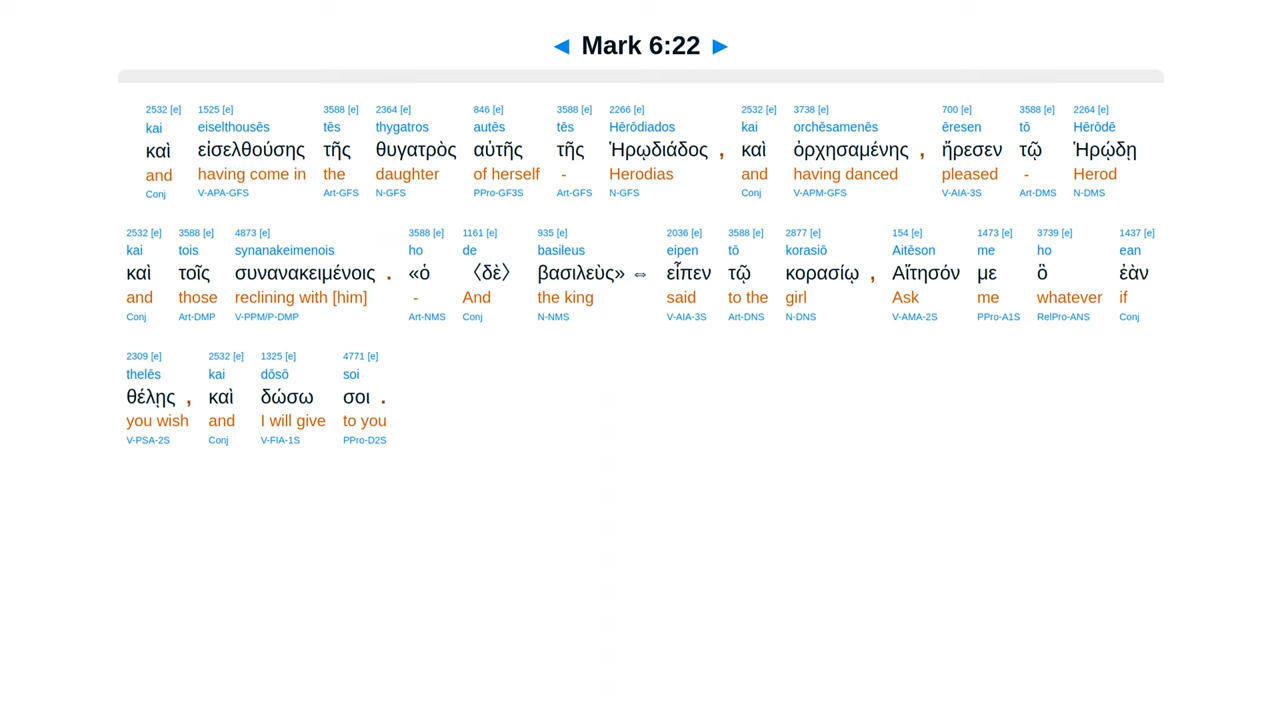 ◄ Mark 6:22 ►
2532 [e] 1525 [e] 3588 [e] 2364 [e] 846 [e] 3588 [e] 2266 [e] 2532 [e] 3738 [e] 700 [e] 3588 [e] 2264 [e]
kai eiselthousēs tēs thygatros autēs tēs Hērōdiados kai orchēsamenēs ēresen tō Hērōdē
καὶ εἰσελθούσης τῆς θυγατρὸς αὐτῆς τῆς Ἡρῳδιάδος , καὶ ὀρχησαμένης , ἤρεσεν τῷ Ἡρῴδῃ
and having come in the daughter of herself - Herodias and having danced pleased - Herod
Conj V-APA-GFS Art-GFS N-GFS PPro-GF3S Art-GFS N-GFS Conj V-APM-GFS V-AIA-3S Art-DMS N-DMS
2532 [e] 3588 [e] 4873 [e] 3588 [e] 1161 [e] 935 [e] 2036 [e] 3588 [e] 2877 [e] 154 [e] 1473 [e] 3739 [e] 1437 [e]
kai tois synanakeimenois ho de basileus eipen tō korasiō Aitēson me ho ean
καὶ τοῖς συνανακειμένοις . «ὁ 〈δὲ〉 βασιλεὺς» ⇔ εἶπεν τῷ κορασίῳ , Αἴτησόν με ὃ ἐὰν
and those reclining with [him] - And the king said to the girl Ask me whatever if
Conj Art-DMP V-PPM/P-DMP Art-NMS Conj N-NMS V-AIA-3S Art-DNS N-DNS V-AMA-2S PPro-A1S RelPro-ANS Conj
2309 [e] 2532 [e] 1325 [e] 4771 [e]
thelēs kai dōsō soi
θέλῃς , καὶ δώσω σοι .
you wish and I will give to you
V-PSA-2S Conj V-FIA-1S PPro-D2S